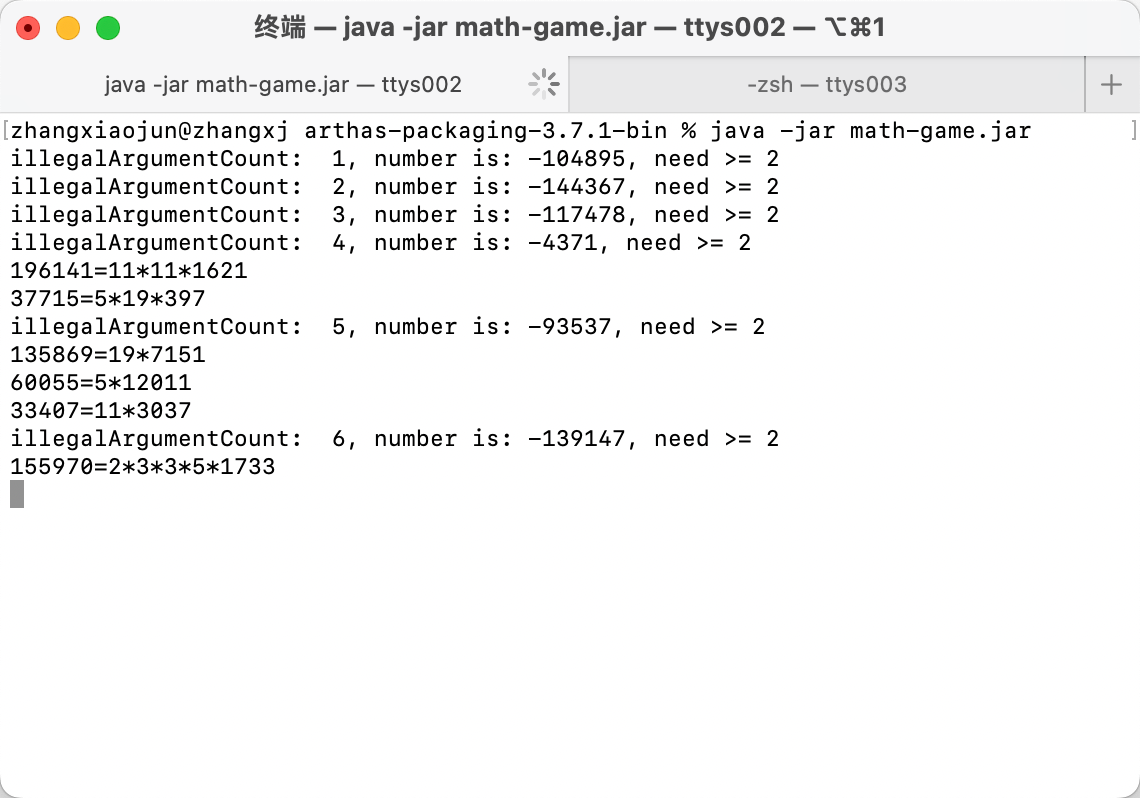 终端 — java -jar math-game.jar — ttys002 — ⌥⌘1
java -jar math-game.jar — ttys002
-zsh — ttys003
+
[zhangxiaojun@zhangxj arthas-packaging-3.7.1-bin % java -jar math-game.jar ]
illegalArgumentCount:  1, number is: -104895, need >= 2
illegalArgumentCount:  2, number is: -144367, need >= 2
illegalArgumentCount:  3, number is: -117478, need >= 2
illegalArgumentCount:  4, number is: -4371, need >= 2
196141=11*11*1621
37715=5*19*397
illegalArgumentCount:  5, number is: -93537, need >= 2
135869=19*7151
60055=5*12011
33407=11*3037
illegalArgumentCount:  6, number is: -139147, need >= 2
155970=2*3*3*5*1733